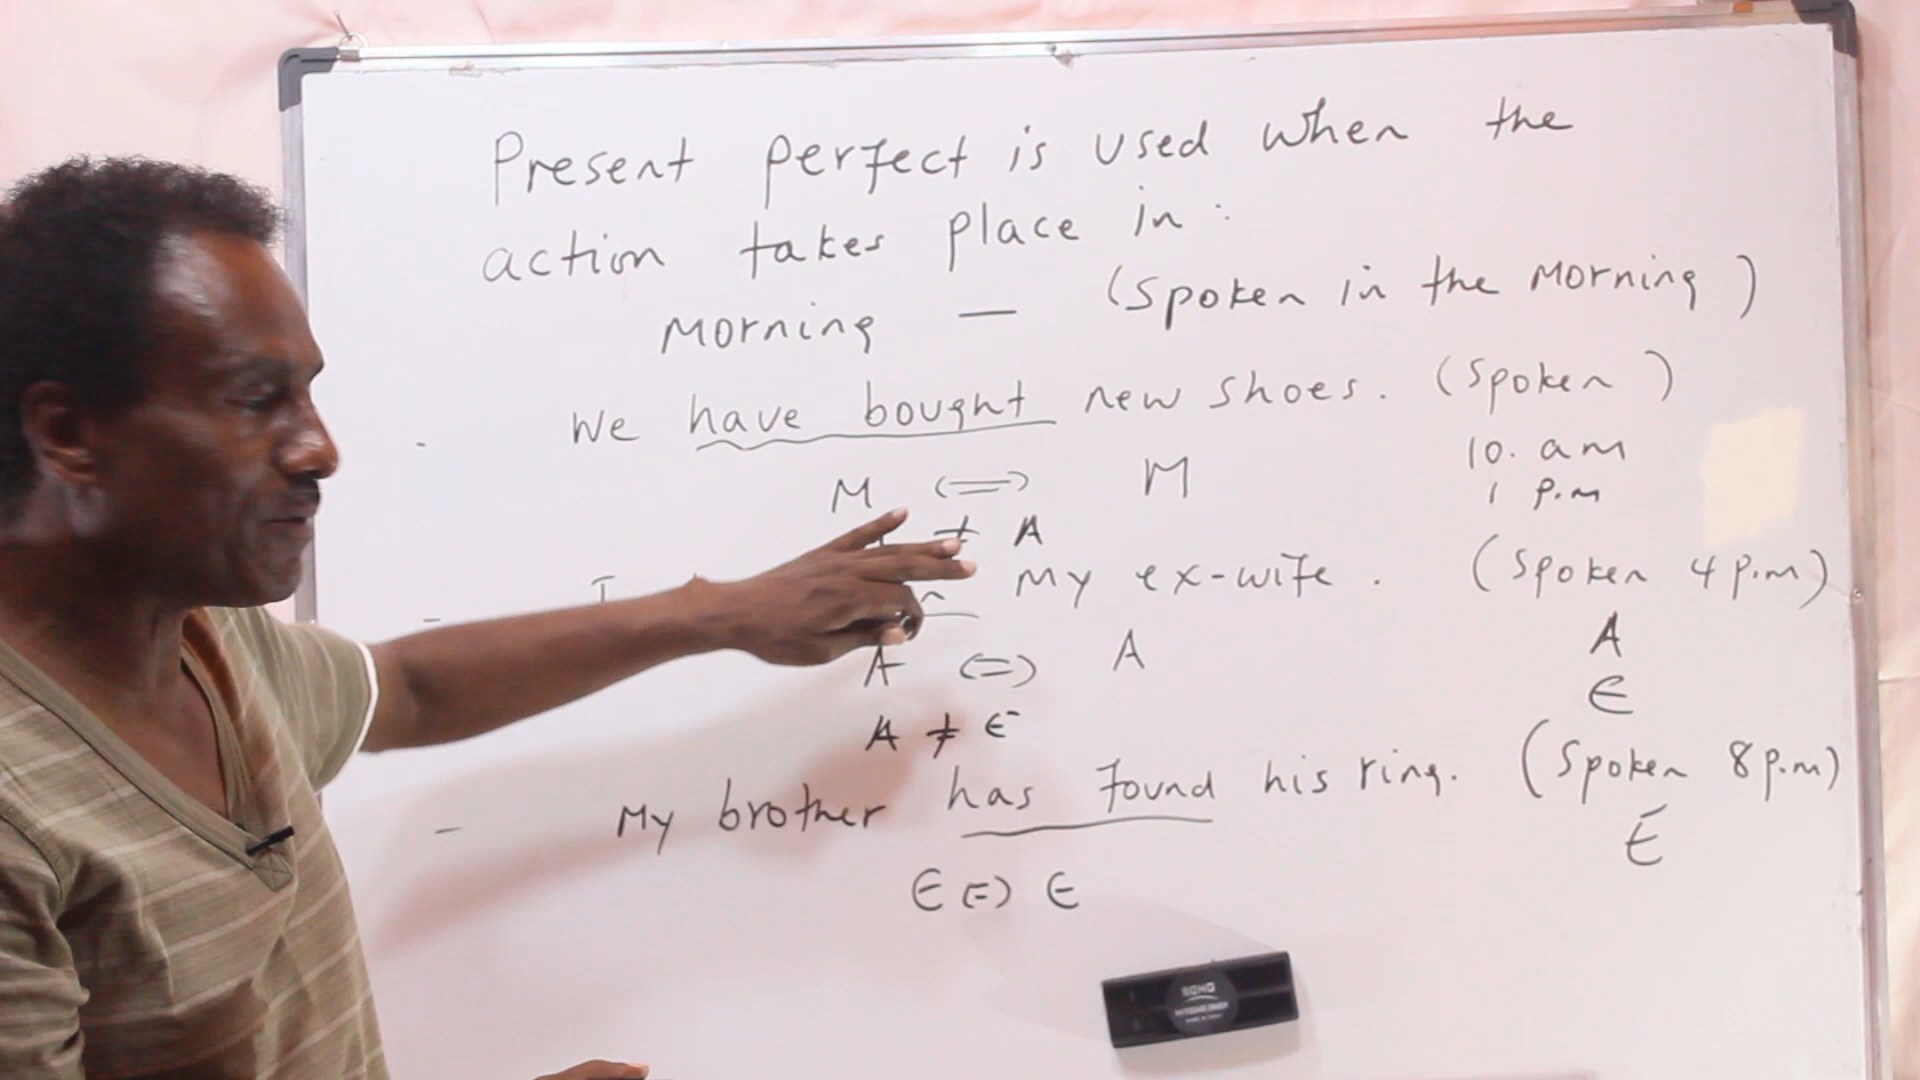 Present perfect is used when the
action takes place in :
Morning — (Spoken in the Morning)
We have bought new shoes. (Spoken )
M <=> M 10. am
1 p.m
≠ A
- I my ex-wife. (Spoken 4 p.m)
A <=> A A
E
A ≠ E
- My brother has found his ring. (Spoken 8 p.m)
E
E <=> E